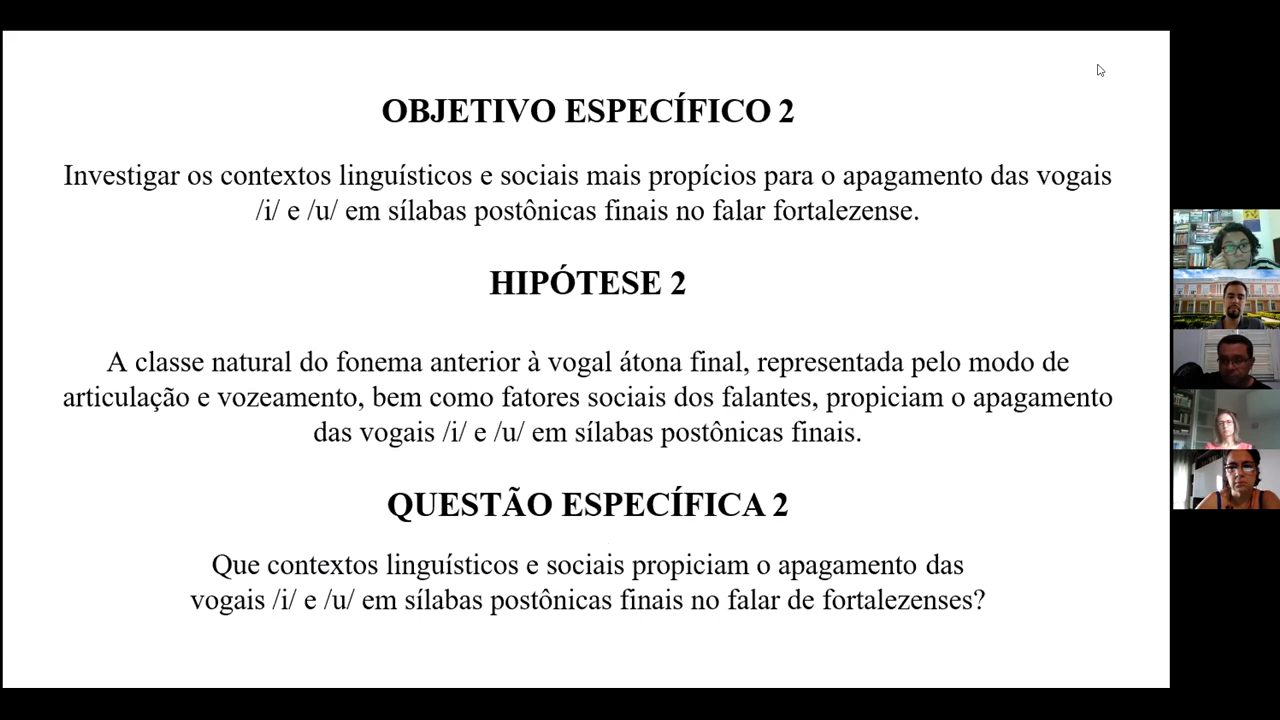 OBJETIVO ESPECÍFICO 2
Investigar os contextos linguísticos e sociais mais propícios para o apagamento das vogais
/i/ e /u/ em sílabas postônicas finais no falar fortalezense.
HIPÓTESE 2
A classe natural do fonema anterior à vogal átona final, representada pelo modo de
articulação e vozeamento, bem como fatores sociais dos falantes, propiciam o apagamento
das vogais /i/ e /u/ em sílabas postônicas finais.
QUESTÃO ESPECÍFICA 2
Que contextos linguísticos e sociais propiciam o apagamento das
vogais /i/ e /u/ em sílabas postônicas finais no falar de fortalezenses?